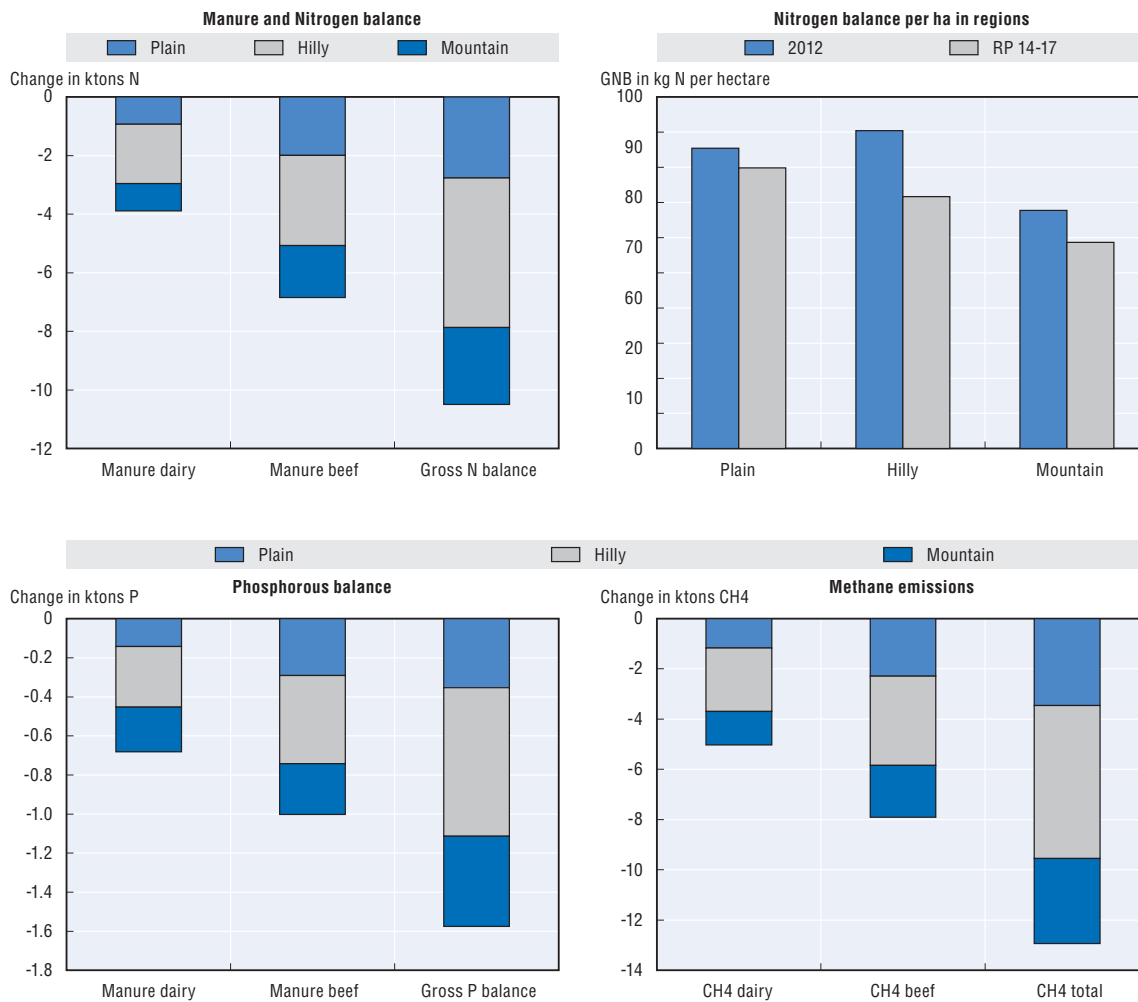 Manure and Nitrogen balance
Plain Hilly Mountain
Change in ktons N
0
-2
-4
-6
-8
-10
-12
Manure dairy Manure beef Gross N balance
Nitrogen balance per ha in regions
2012 RP 14-17
GNB in kg N per hectare
100
90
80
70
60
20
10
0
Plain Hilly Mountain
Plain Hilly Mountain
Phosphorous balance
Change in ktons P
0
-0.2
-0.4
-0.6
-0.8
-1.0
-1.2
-1.4
-1.6
-1.8
Manure dairy Manure beef Gross P balance
Methane emissions
Change in ktons CH4
0
-2
-4
-6
-8
-10
-12
-14
CH4 dairy CH4 beef CH4 total